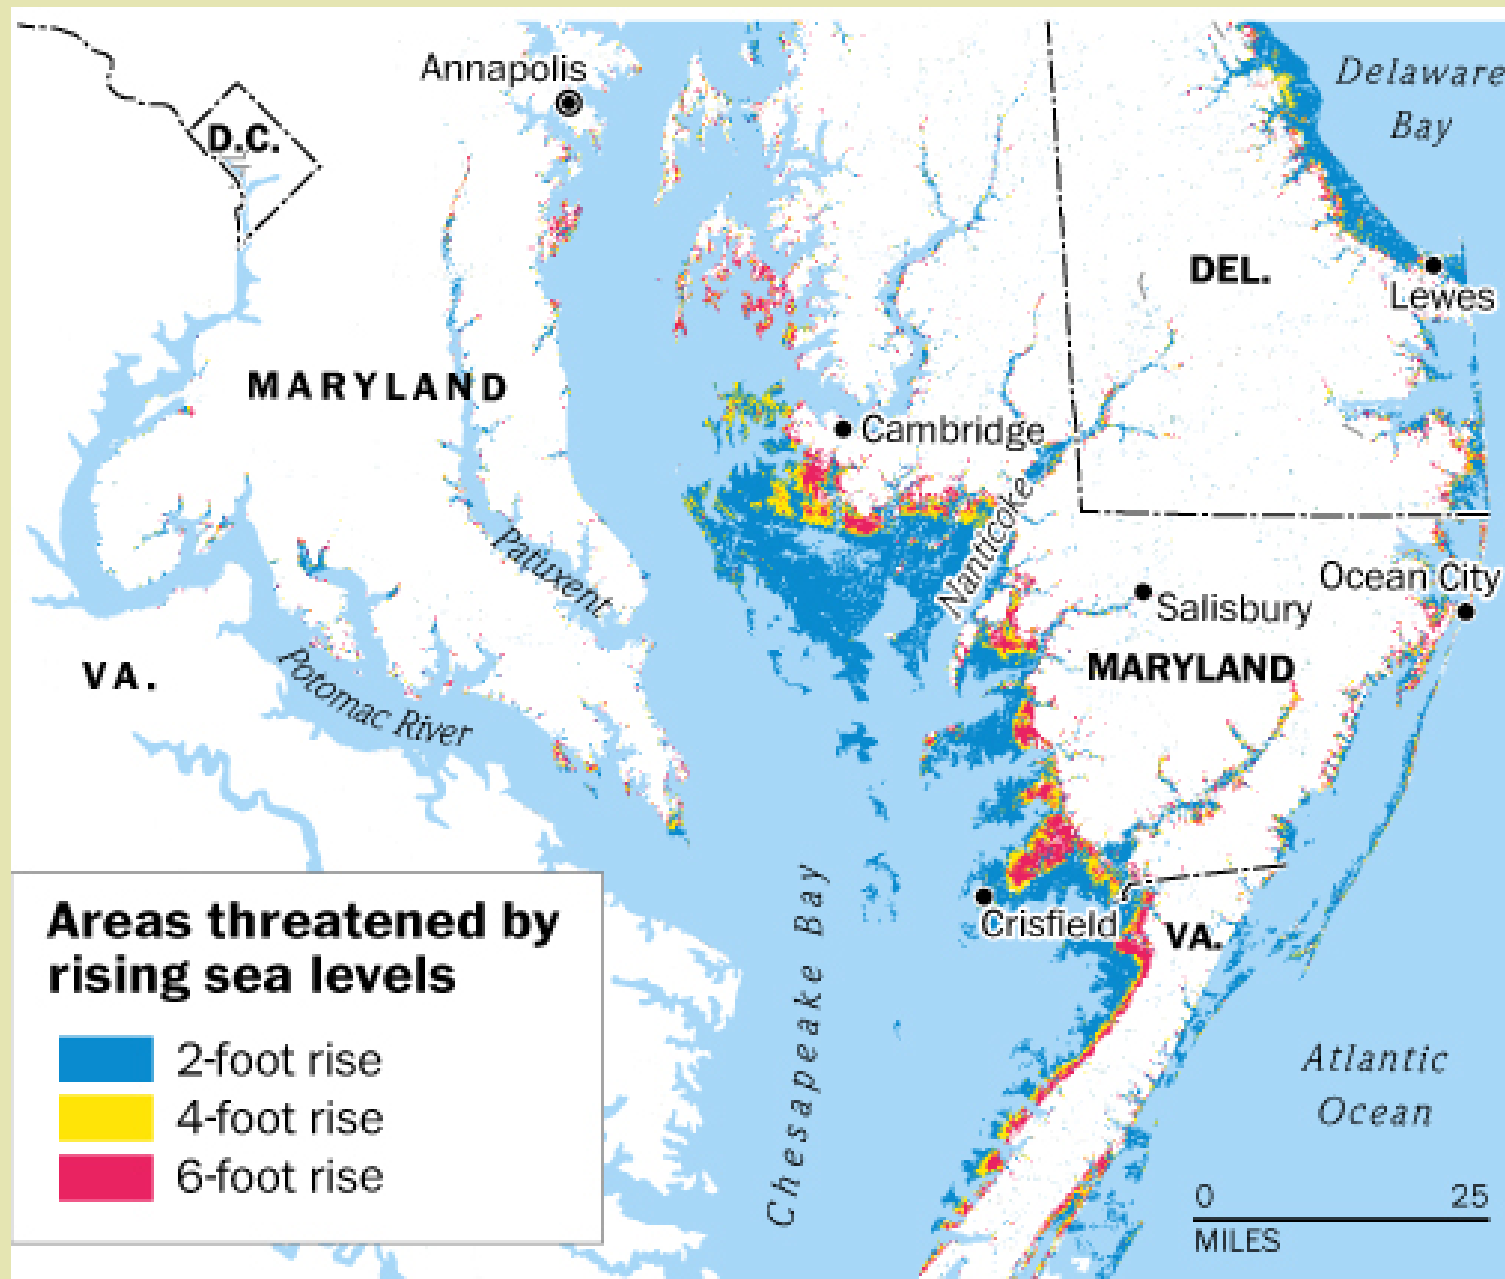 Annapolis
Delaware
Bay
D.C.
DEL.
Lewes
MARYLAND
Cambridge
Nanticoke
Patuxent
Ocean City
Salisbury
VA.
Potomac River
MARYLAND
Chesapeake Bay
Crisfield
VA.
Areas threatened by
rising sea levels
2-foot rise
4-foot rise
6-foot rise
Atlantic
Ocean
0 25
MILES